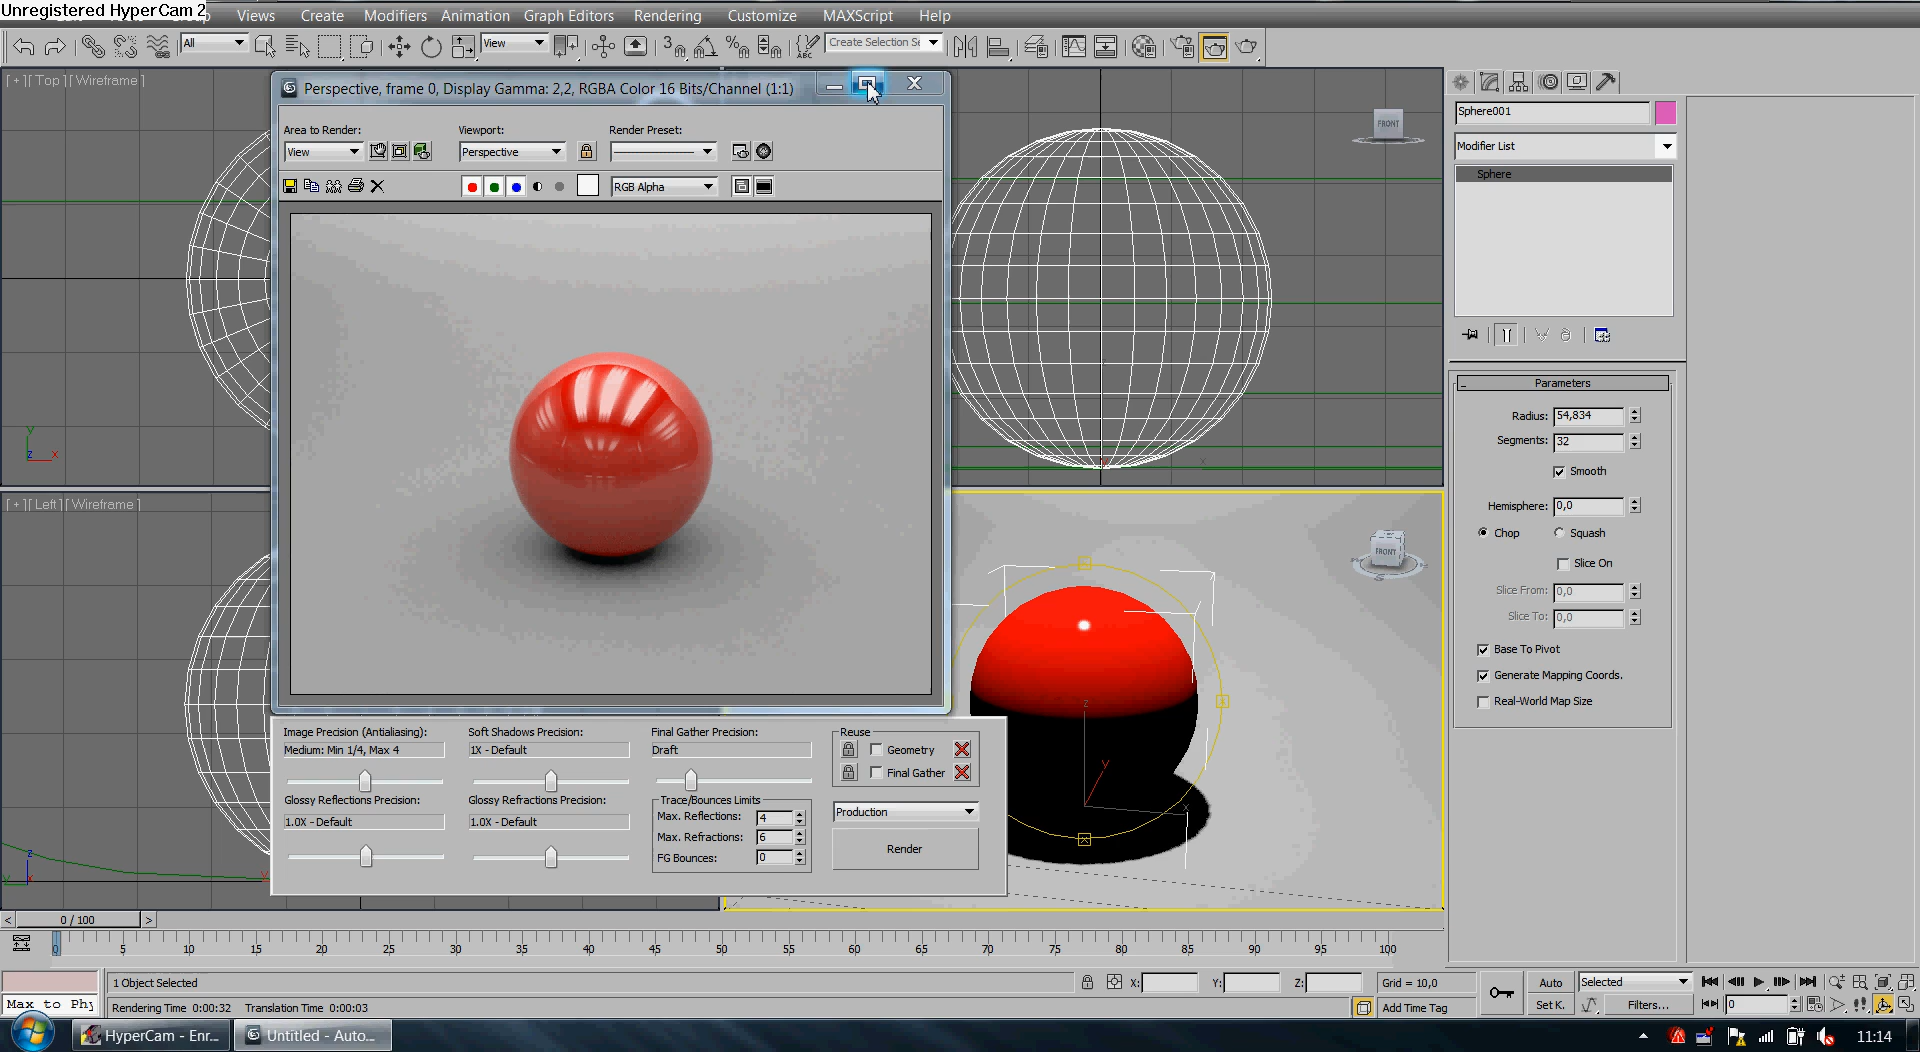 Unregistered HyperCam 2
Views Create Modifiers Animation Graph Editors Rendering Customize MAXScript Help
All
View
3
%
ABC
Create Selection Se
[ + ][ Top ][ Wireframe ]
Perspective, frame 0, Display Gamma: 2,2, RGBA Color 16 Bits/Channel (1:1)
Area to Render:
View
Viewport:
Perspective
Render Preset:
RGB Alpha
FRONT
Sphere001
Modifier List
Sphere
Parameters
Radius: 54,834
Segments: 32
Smooth
Hemisphere: 0,0
Chop Squash
Slice On
Slice From: 0,0
Slice To: 0,0
Base To Pivot
Generate Mapping Coords.
Real-World Map Size
y
z x
[ + ][ Left ][ Wireframe ]
FRONT
S
z
y
x
z
y
Image Precision (Antialiasing):
Medium: Min 1/4, Max 4
Soft Shadows Precision:
1X - Default
Final Gather Precision:
Draft
Reuse
Geometry
Final Gather
Glossy Reflections Precision:
1.0X - Default
Glossy Refractions Precision:
1.0X - Default
Trace/Bounces Limits
Max. Reflections: 4
Max. Refractions: 6
FG Bounces: 0
Production
Render
< 0 / 100 >
0 5 10 15 20 25 30 35 40 45 50 55 60 65 70 75 80 85 90 95 100
1 Object Selected
X: Y: Z:
Grid = 10,0
Auto
Selected
Max to Phy
Rendering Time 0:00:32 Translation Time 0:00:03
Add Time Tag
Set K.
Filters...
0
HyperCam - Enr...
Untitled - Auto...
11:14